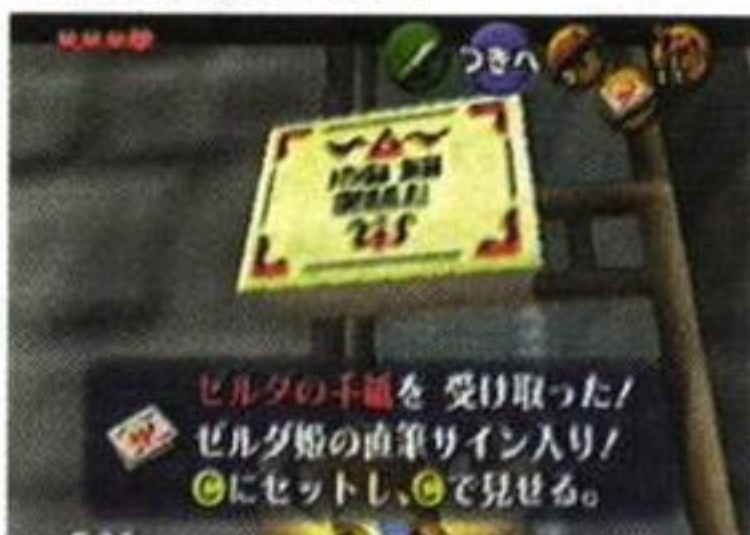 つきへ
ゼルダの手紙を 受け取った!
ゼルダ姫の直筆サイン入り!
Ⓒにセットし、Ⓒで見せる。